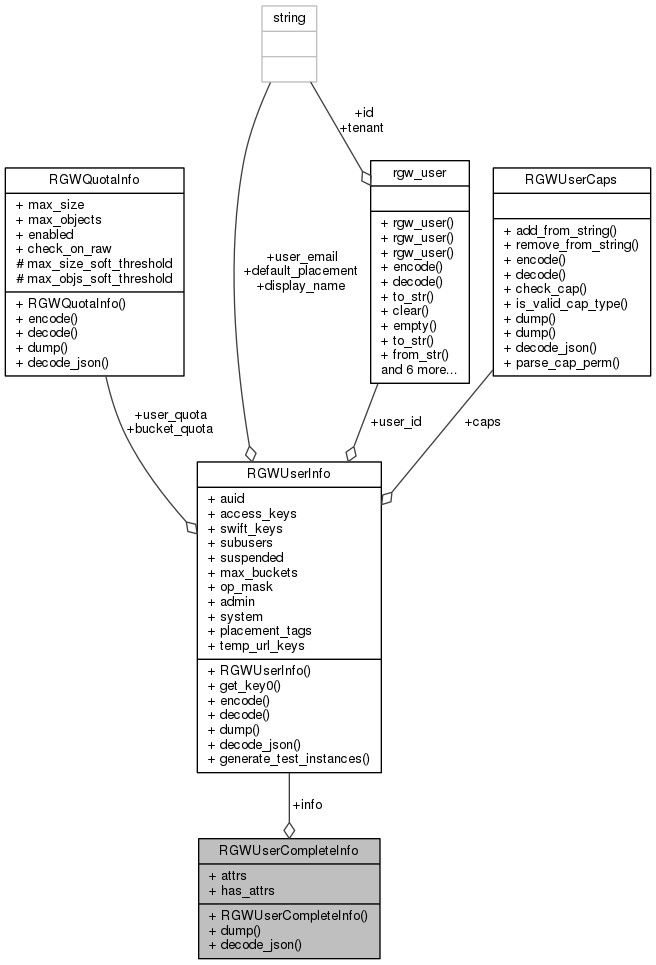 string
+id
+tenant
RGWQuotaInfo
+ max_size
+ max_objects
+ enabled
+ check_on_raw
# max_size_soft_threshold
# max_objs_soft_threshold
+ RGWQuotaInfo()
+ encode()
+ decode()
+ dump()
+ decode_json()
rgw_user
+ rgw_user()
+ rgw_user()
+ rgw_user()
+ encode()
+ decode()
+ to_str()
+ clear()
+ empty()
+ to_str()
+ from_str()
and 6 more...
RGWUserCaps
+ add_from_string()
+ remove_from_string()
+ encode()
+ decode()
+ check_cap()
+ is_valid_cap_type()
+ dump()
+ dump()
+ decode_json()
+ parse_cap_perm()
+user_email
+default_placement
+display_name
+user_quota
+bucket_quota
+user_id
+caps
RGWUserInfo
+ auid
+ access_keys
+ swift_keys
+ subusers
+ suspended
+ max_buckets
+ op_mask
+ admin
+ system
+ placement_tags
+ temp_url_keys
+ RGWUserInfo()
+ get_key0()
+ encode()
+ decode()
+ dump()
+ decode_json()
+ generate_test_instances()
+info
RGWUserCompleteInfo
+ attrs
+ has_attrs
+ RGWUserCompleteInfo()
+ dump()
+ decode_json()